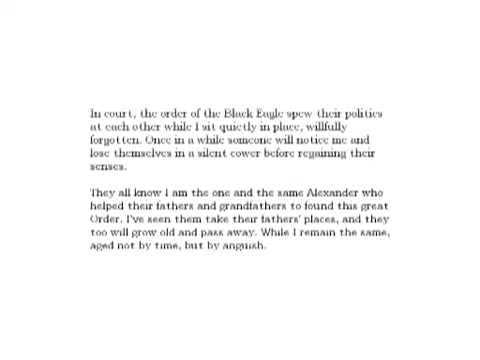 In court, the order of the Black Eagle spew their politics
at each other while I sit quietly in place, willfully
forgotten. Once in a while someone will notice me and
lose themselves in a silent cower before regaining their
senses.
They all know I am the one and the same Alexander who
helped their fathers and grandfathers to found this great
Order. I've seen them take their fathers' places, and they
too will grow old and pass away. While I remain the same,
aged not by time, but by anguish.